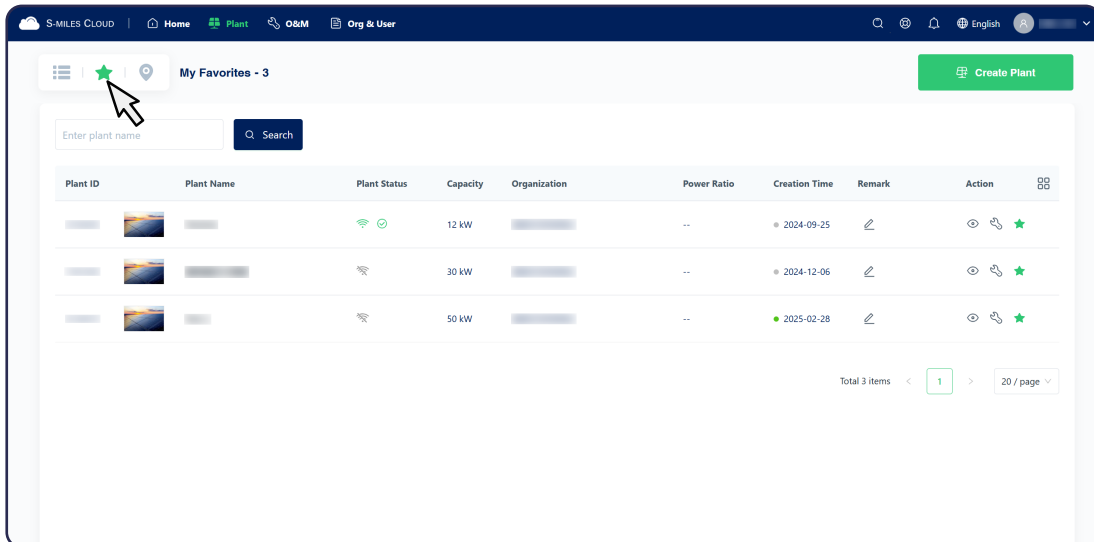 S-MILES CLOUD | Home Plant O&M Org & User English
My Favorites - 3 Create Plant
Enter plant name Search
Plant ID Plant Name Plant Status Capacity Organization Power Ratio Creation Time Remark Action
12 kW -- 2024-09-25
30 kW -- 2024-12-06
50 kW -- 2025-02-28
Total 3 items < 1 > 20 / page